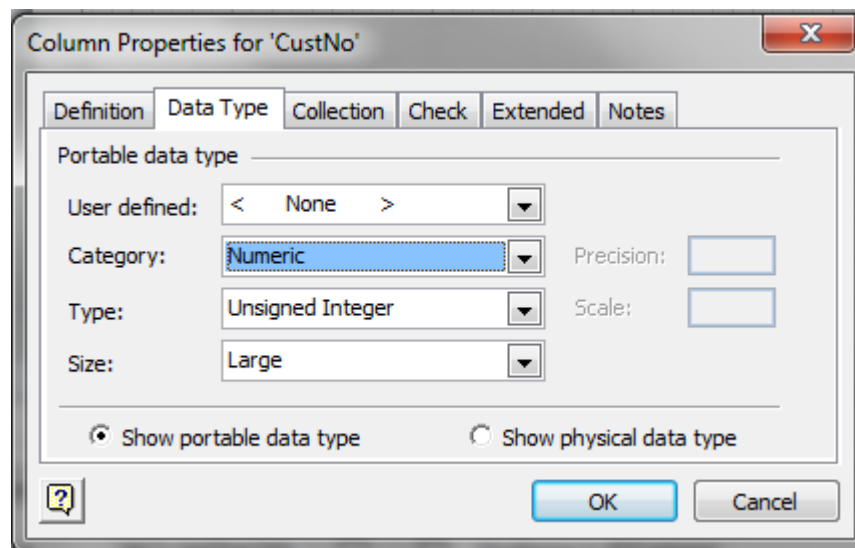 Column Properties for 'CustNo'
Definition Data Type Collection Check Extended Notes
Portable data type
User defined: < None >
Category: Numeric Precision:
Type: Unsigned Integer Scale:
Size: Large
Show portable data type Show physical data type
? OK Cancel